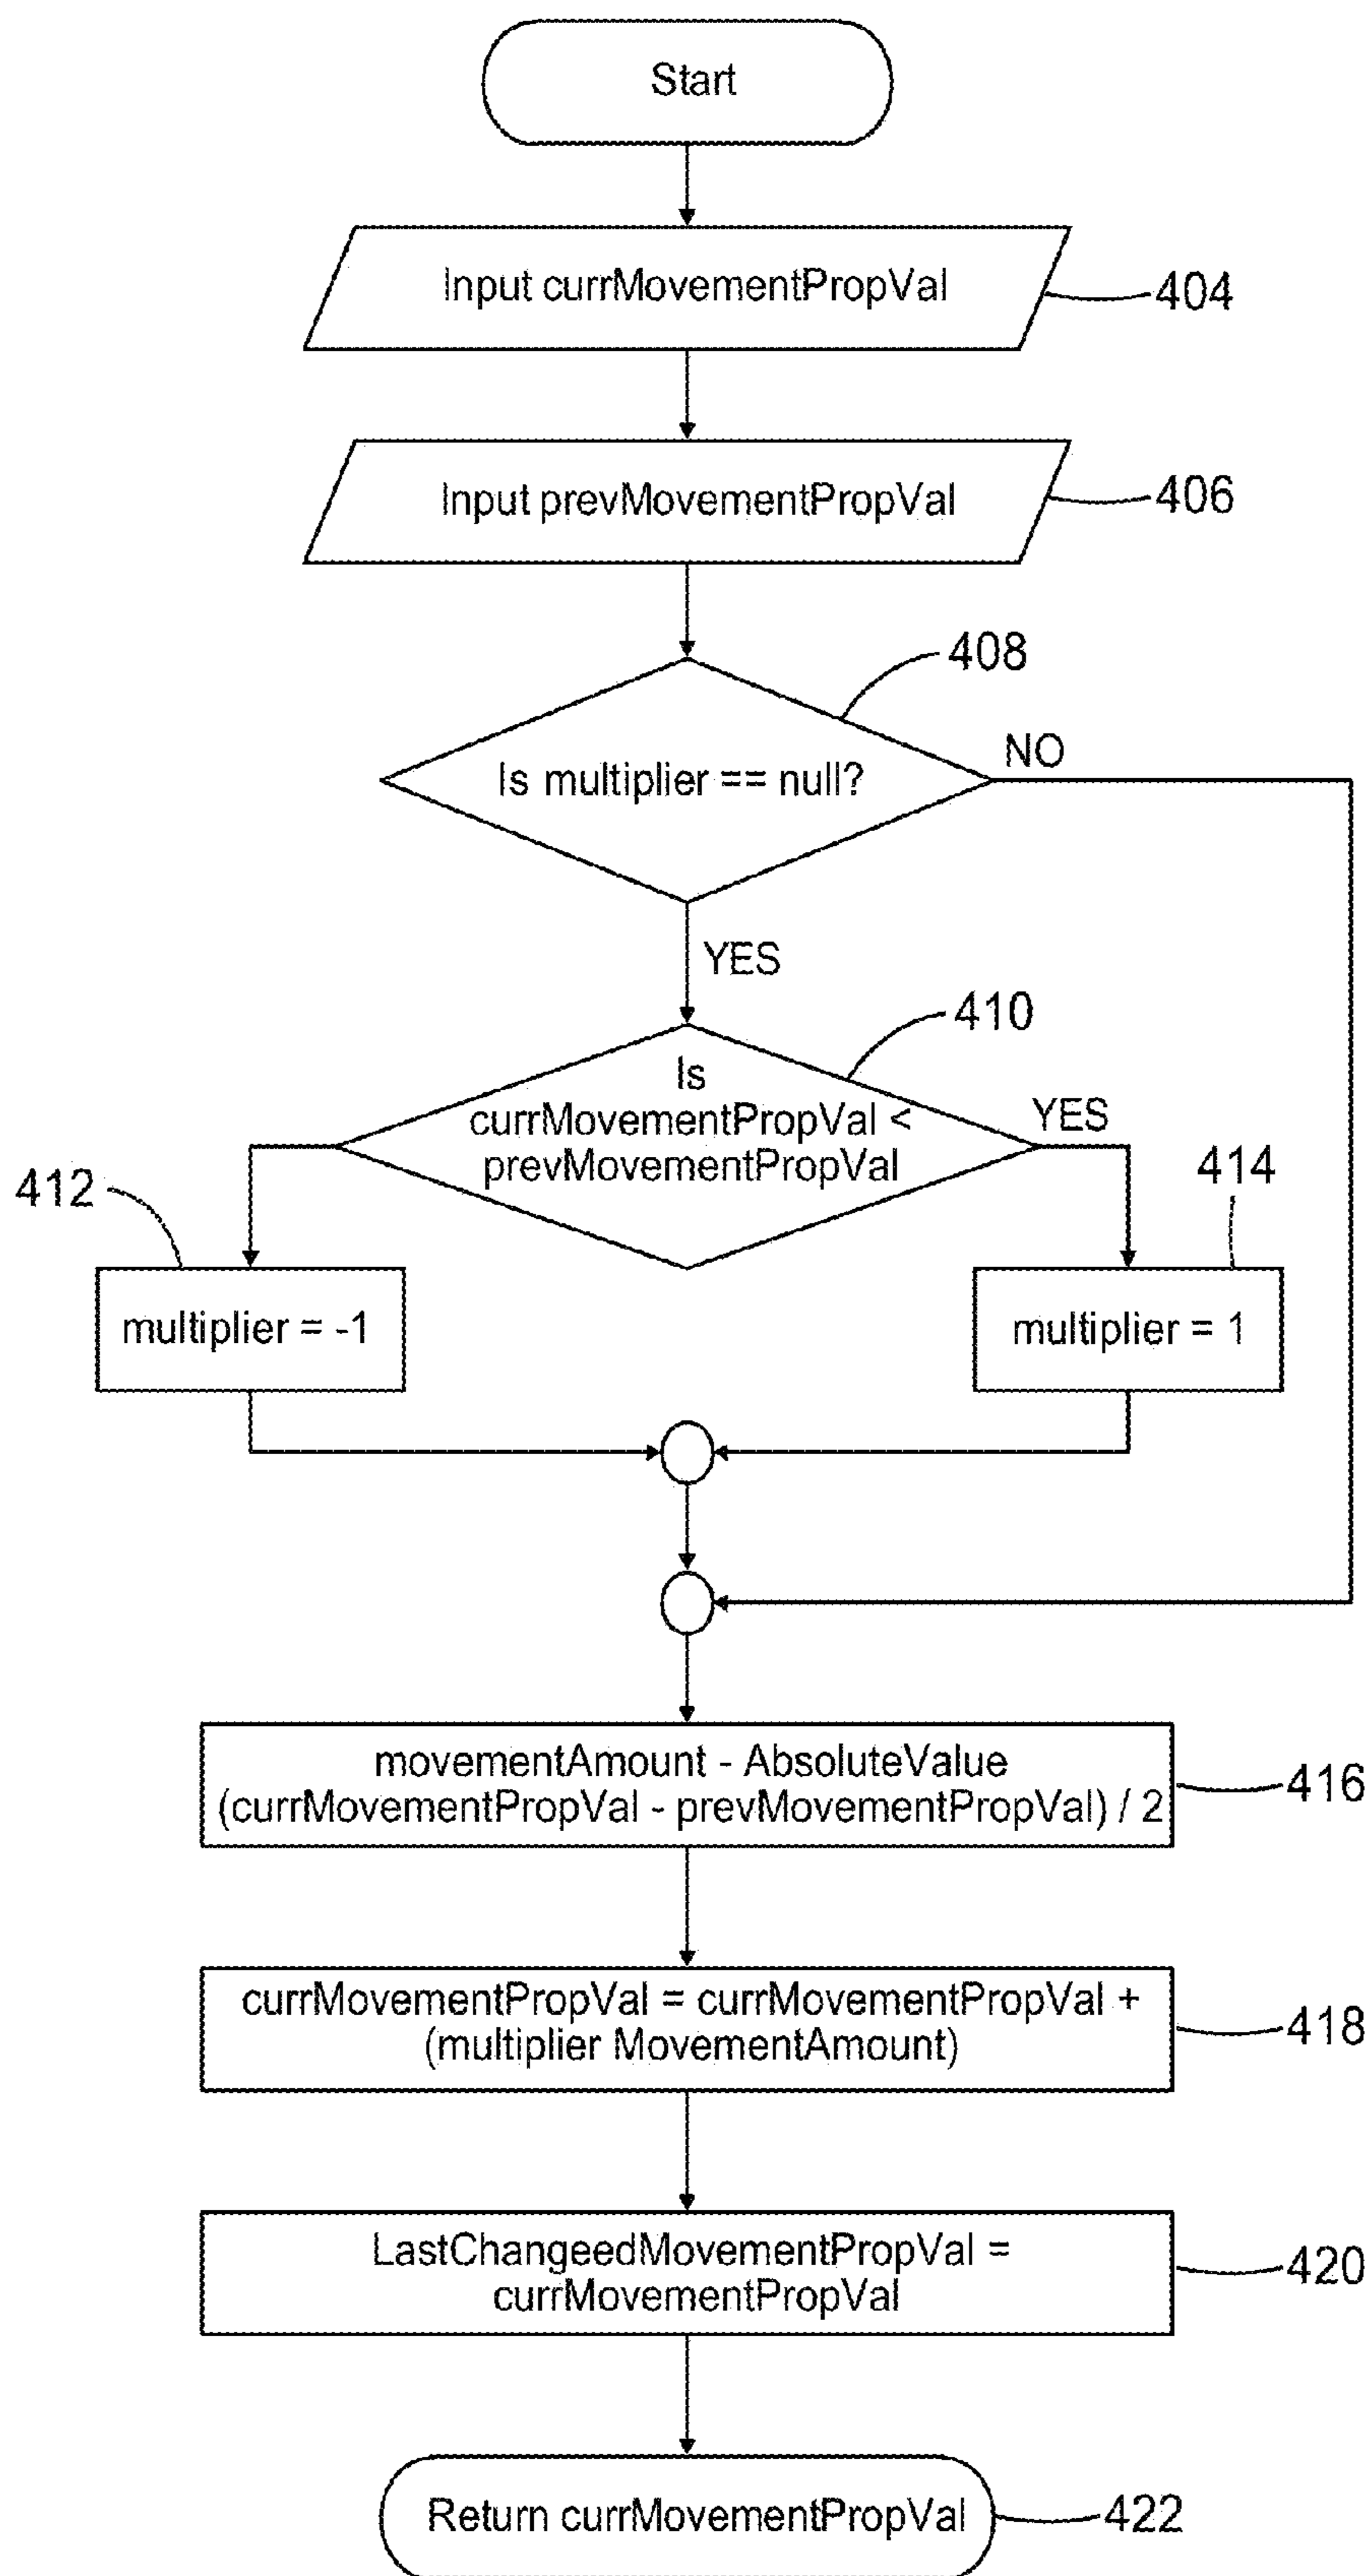 Start
Input currMovementPropVal
404
Input prevMovementPropVal
406
408
Is multiplier == null?
NO
YES
410
Is
currMovementPropVal <
prevMovementPropVal
YES
412
414
multiplier = -1
multiplier = 1
movementAmount - AbsoluteValue
(currMovementPropVal - prevMovementPropVal) / 2
416
currMovementPropVal = currMovementPropVal +
(multiplier MovementAmount)
418
LastChangeedMovementPropVal =
currMovementPropVal
420
Return currMovementPropVal
422